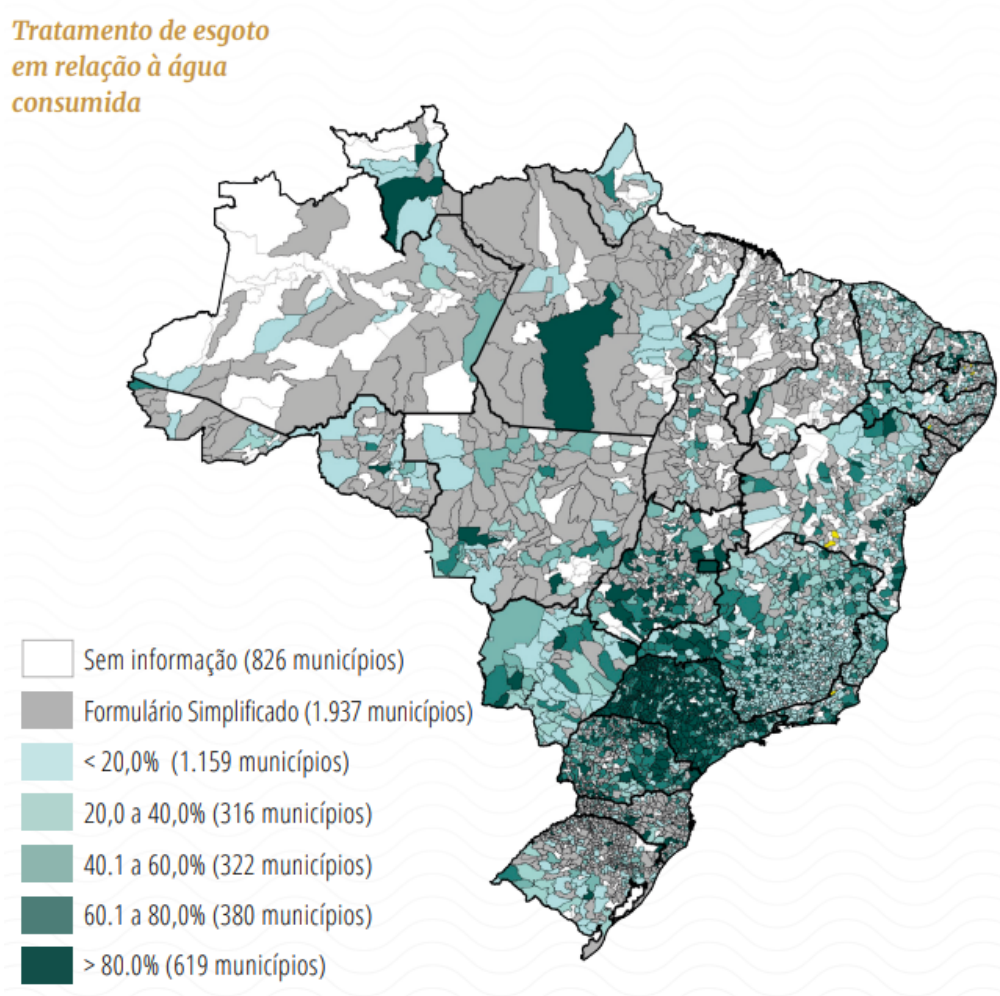 Tratamento de esgoto
em relação à água
consumida
Sem informação (826 municípios)
Formulário Simplificado (1.937 municípios)
< 20,0% (1.159 municípios)
20,0 a 40,0% (316 municípios)
40.1 a 60,0% (322 municípios)
60.1 a 80,0% (380 municípios)
> 80.0% (619 municípios)